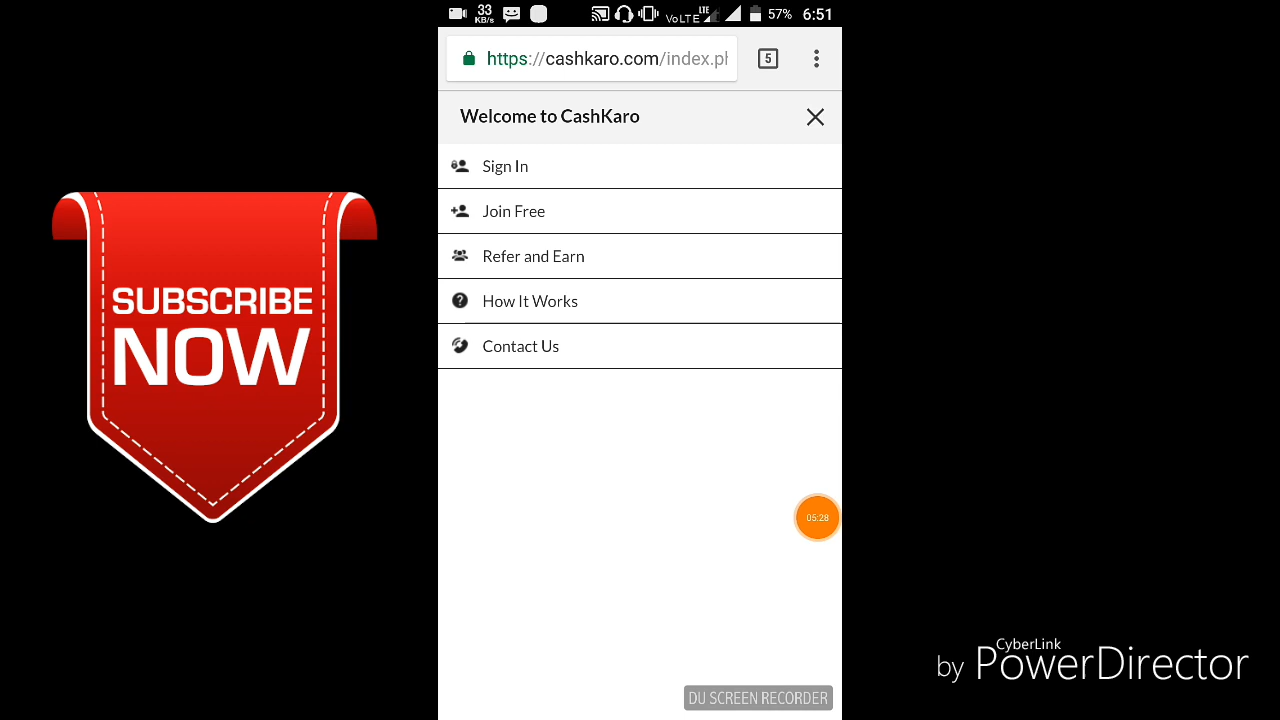 33
KB/s
VoLTE
LTE
57%
6:51
https://cashkaro.com/index.ph
5
Welcome to CashKaro
Sign In
Join Free
Refer and Earn
How It Works
Contact Us
SUBSCRIBE
NOW
05:28
CyberLink
by PowerDirector
DU SCREEN RECORDER